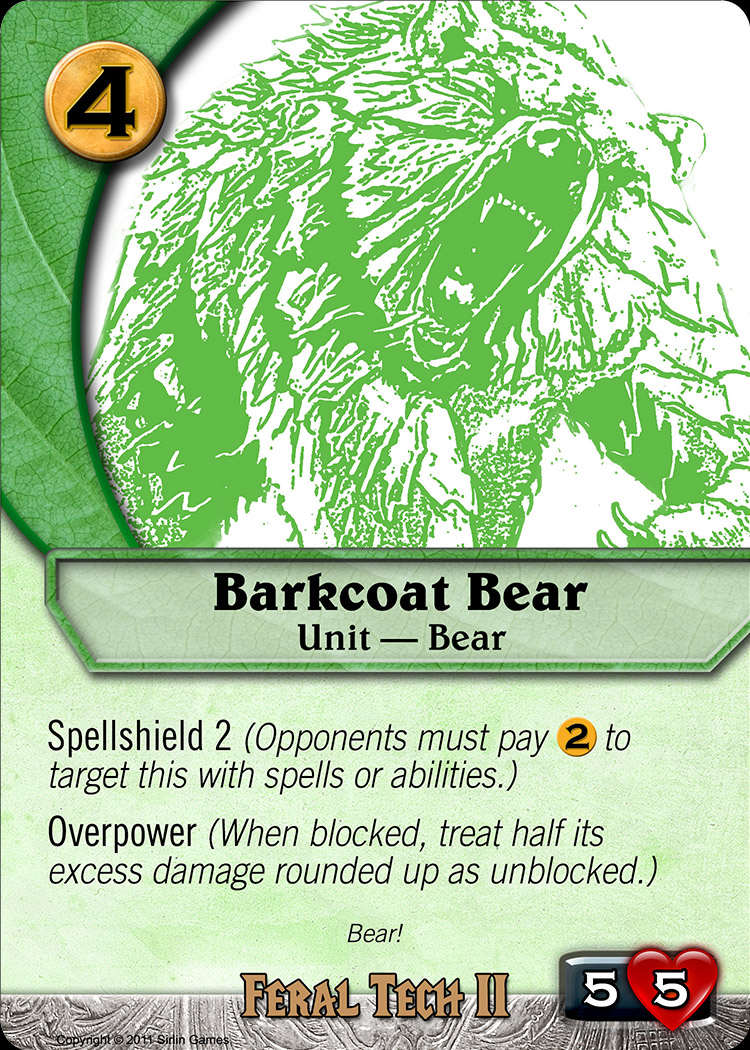 4
Barkcoat Bear
Unit — Bear
Spellshield 2 (Opponents must pay 2 to
target this with spells or abilities.)
Overpower (When blocked, treat half its
excess damage rounded up as unblocked.)
Bear!
Feral Tech II
5 5
Copyright © 2011 Sirlin Games